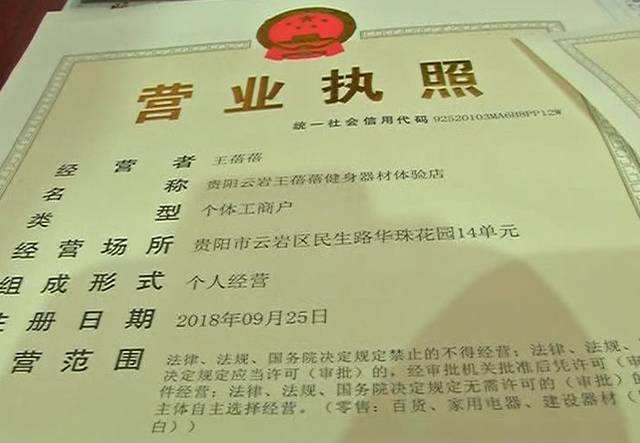 营业执照
统一社会信用代码 92520103MA6H8PP12W
经营者 王蓓蓓
名称 贵阳云岩王蓓蓓健身器材体验店
类型 个体工商户
经营场所 贵阳市云岩区民生路华珠花园14单元
组成形式 个人经营
注册日期 2018年09月25日
营范围 法律、法规、国务院决定规定禁止的不得经营；法律、法规、
决定规定应当许可（审批）的，经审批机关批准后凭许可（审
件经营；法律、法规、国务院决定规定无需许可的（审批）
主体自主选择经营。（零售：百货、家用电器、建设器材（
白））